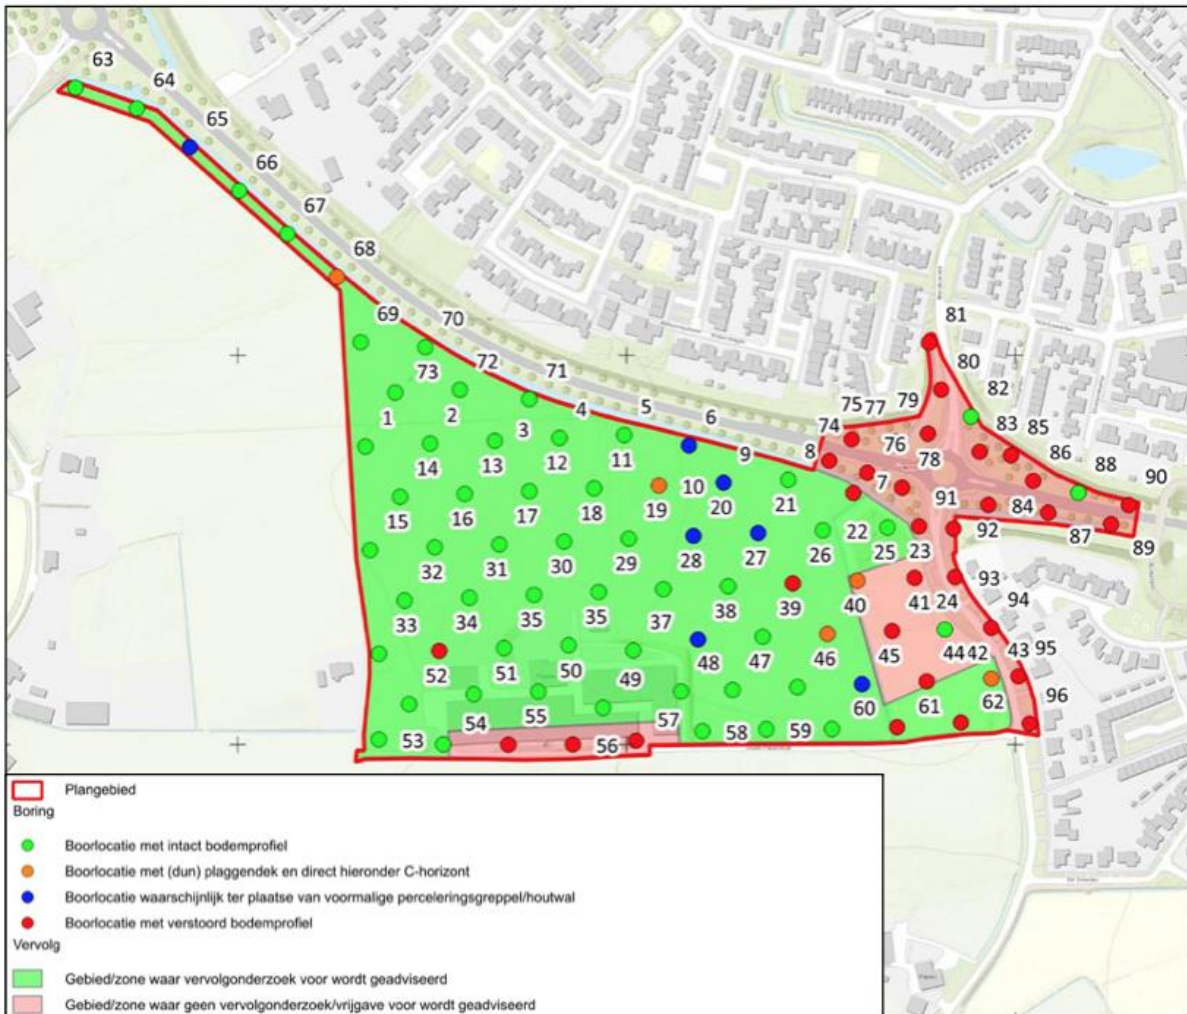 63
64
65
66
67
68
69 70
72 71
73
81
80
82
1 2 3 4 5 6
75 77 79
83 85
74 76
14 13 12 11 9 8 78
86 88 90
10 7
15 16 17 18 19 20 21 91 84
92 87 89
22
32 31 30 29 28 27 26 25 23
93
33 34 35 35 37 38 39 40 41 24 94
52 51 50 49 48 47 46 45 44 42 43 95
96
53 54 55 56 57 58 59 60 61 62
Plangebied
Boring
Boorlocatie met intact bodemprofiel
Boorlocatie met (dun) plaggendek en direct hieronder C-horizont
Boorlocatie waarschijnlijk ter plaatse van voormalige perceleringsgreppel/houtwal
Boorlocatie met verstoord bodemprofiel
Vervolg
Gebied/zone waar vervolgonderzoek voor wordt geadviseerd
Gebied/zone waar geen vervolgonderzoek/vrijgave voor wordt geadviseerd